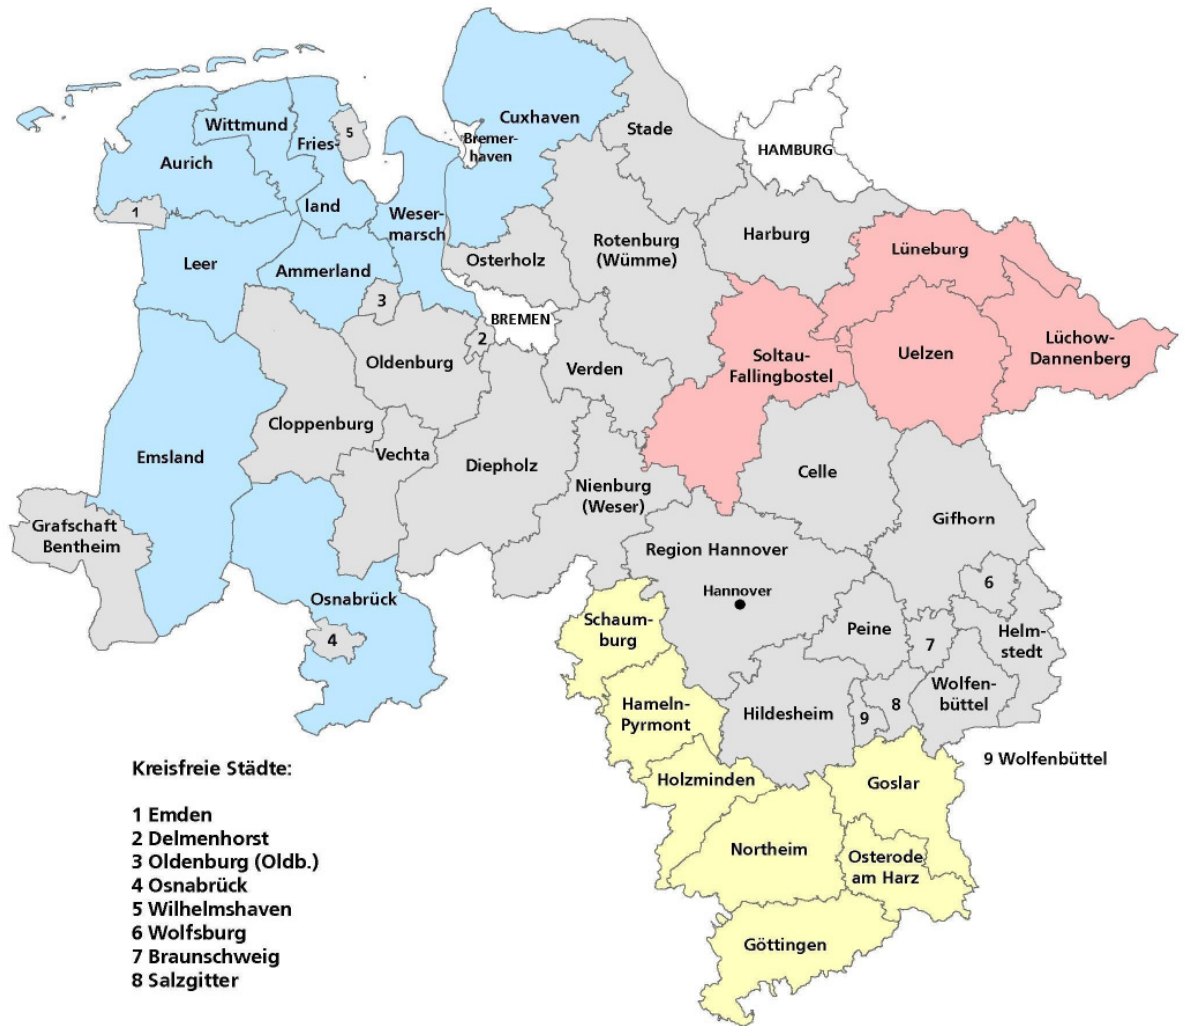 Cuxhaven
Wittmund
Stade
5
Fries-
Bremer-
haven
HAMBURG
Aurich
land
1
Weser-
marsch
Harburg
Rotenburg
(Wümme)
Lüneburg
Osterholz
Leer
Ammerland
3
BREMEN
2
Lüchow-
Dannenberg
Soltau-
Fallingbostel
Uelzen
Oldenburg
Verden
Cloppenburg
Vechta
Emsland
Diepholz
Celle
Nienburg
(Weser)
Grafschaft
Bentheim
Gifhorn
Region Hannover
Hannover
6
Osnabrück
4
Schaum-
burg
Peine
7
Helm-
stedt
Wolfen-
büttel
Hameln-
Pyrmont
Hildesheim
9
8
9 Wolfenbüttel
Holzminden
Goslar
Northeim
Osterode
am Harz
Göttingen
Kreisfreie Städte:
1 Emden
2 Delmenhorst
3 Oldenburg (Oldb.)
4 Osnabrück
5 Wilhelmshaven
6 Wolfsburg
7 Braunschweig
8 Salzgitter